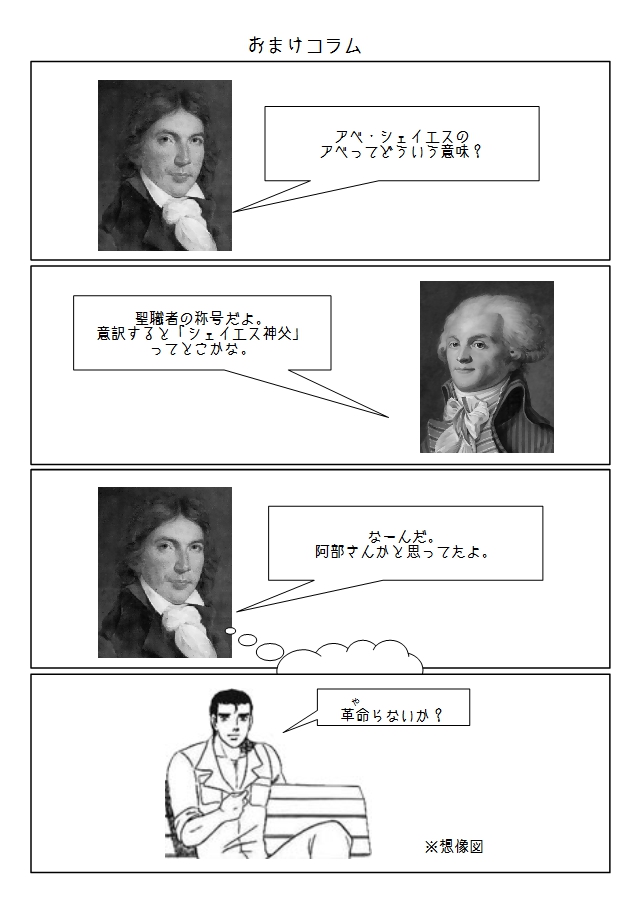 おまけコラム
アベ・シェイエスの
アベってどういう意味？
聖職者の称号だよ。
意訳すると「シェイエス神父」
ってとこかな。
なーんだ。
阿部さんかと思ってたよ。
や
革命らないか？
※想像図